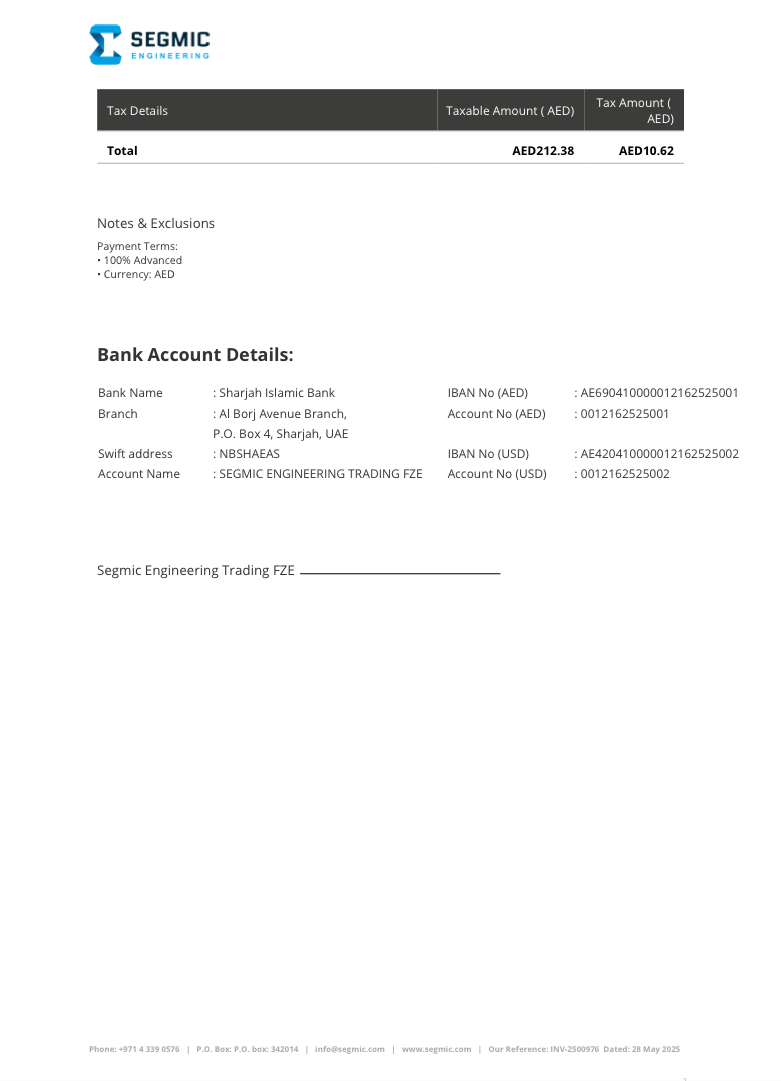 SEGMIC
ENGINEERING
Tax Details Taxable Amount ( AED) Tax Amount ( AED)
Total AED212.38 AED10.62
Notes & Exclusions
Payment Terms:
• 100% Advanced
• Currency: AED
Bank Account Details:
Bank Name : Sharjah Islamic Bank IBAN No (AED) : AE690410000012162525001
Branch : Al Borj Avenue Branch, Account No (AED) : 0012162525001
P.O. Box 4, Sharjah, UAE
Swift address : NBSHAEAS IBAN No (USD) : AE420410000012162525002
Account Name : SEGMIC ENGINEERING TRADING FZE Account No (USD) : 0012162525002
Segmic Engineering Trading FZE
Phone: +971 4 339 0576 | P.O. Box: P.O. box: 342014 | info@segmic.com | www.segmic.com | Our Reference: INV-2500976 Dated: 28 May 2025